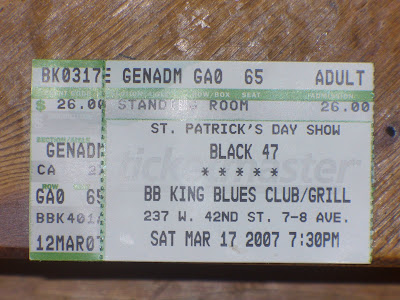 BK0317E GENADM GA0 65 ADULT
$ 26.00 STANDING ROOM 26.00
ST. PATRICK'S DAY SHOW
GENADM BLACK 47
CA * * * * *
GA0 65 BB KING BLUES CLUB/GRILL
BBK401 237 W. 42ND ST. 7-8 AVE.
12MAR07 SAT MAR 17 2007 7:30PM